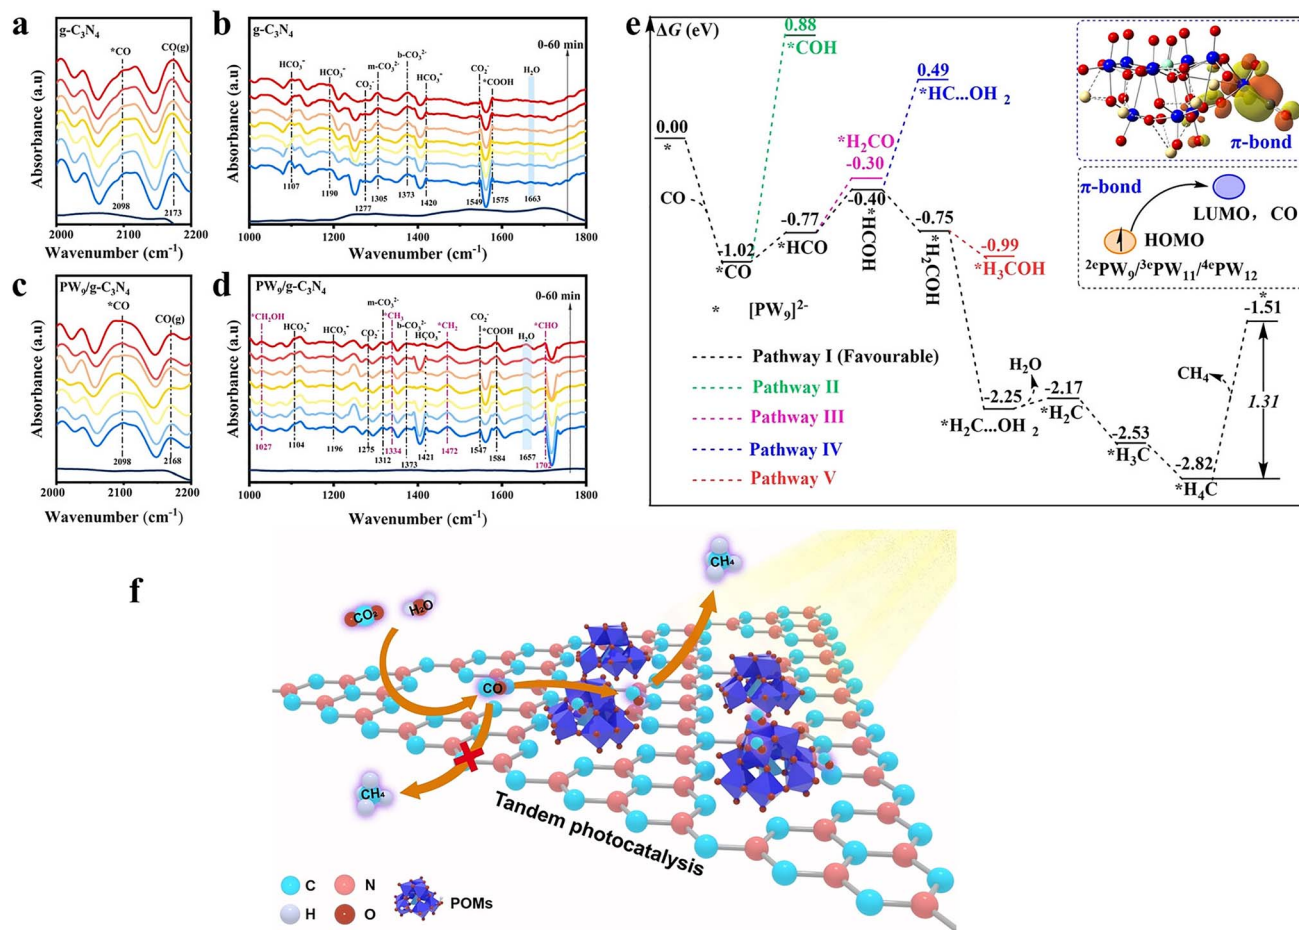 a
g-C₃N₄
*CO
CO(g)
2098
2173
Absorbance (a.u)
2000 2100 2200
Wavenumber (cm⁻¹)
b
g-C₃N₄
0-60 min
HCO₃⁻
HCO₃⁻
CO₂⁻
m-CO₃²⁻
b-CO₃²⁻
HCO₃⁻
CO₂⁻
*COOH
H₂O
1107
1190
1277
1305
1373
1420
1549
1575
1663
Absorbance (a.u)
1000 1200 1400 1600 1800
Wavenumber (cm⁻¹)
c
PW₉/g-C₃N₄
*CO
CO(g)
2098
2168
Absorbance (a.u)
2000 2100 2200
Wavenumber (cm⁻¹)
d
PW₉/g-C₃N₄
0-60 min
*CH₂OH
HCO₃⁻
HCO₃⁻
CO₂⁻
m-CO₃²⁻
*CH₃
b-CO₃²⁻
HCO₃⁻
*CH₂
CO₂⁻
*COOH
H₂O
*CHO
1027
1104
1196
1275
1312
1334
1373
1421
1472
1547
1584
1657
1702
Absorbance (a.u)
1000 1200 1400 1600 1800
Wavenumber (cm⁻¹)
e
ΔG (eV)
0.00
*
CO
-1.02
*CO
0.88
*COH
-0.77
*HCO
*H₂CO
-0.30
-0.40
*HCOH
0.49
*HC...OH ₂
-0.75
*H₂COH
-0.99
*H₃COH
-2.25
*H₂C...OH ₂
H₂O
-2.17
*H₂C
-2.53
*H₃C
-2.82
*H₄C
CH₄
*
-1.51
1.31
* [PW₉]²⁻
Pathway I (Favourable)
Pathway II
Pathway III
Pathway IV
Pathway V
π-bond
π-bond
LUMO, CO
HOMO
²ᵉPW₉/³ᵉPW₁₁/⁴ᵉPW₁₂
f
CO₂
H₂O
CO
CH₄
CH₄
Tandem photocatalysis
C
N
H
O
POMs